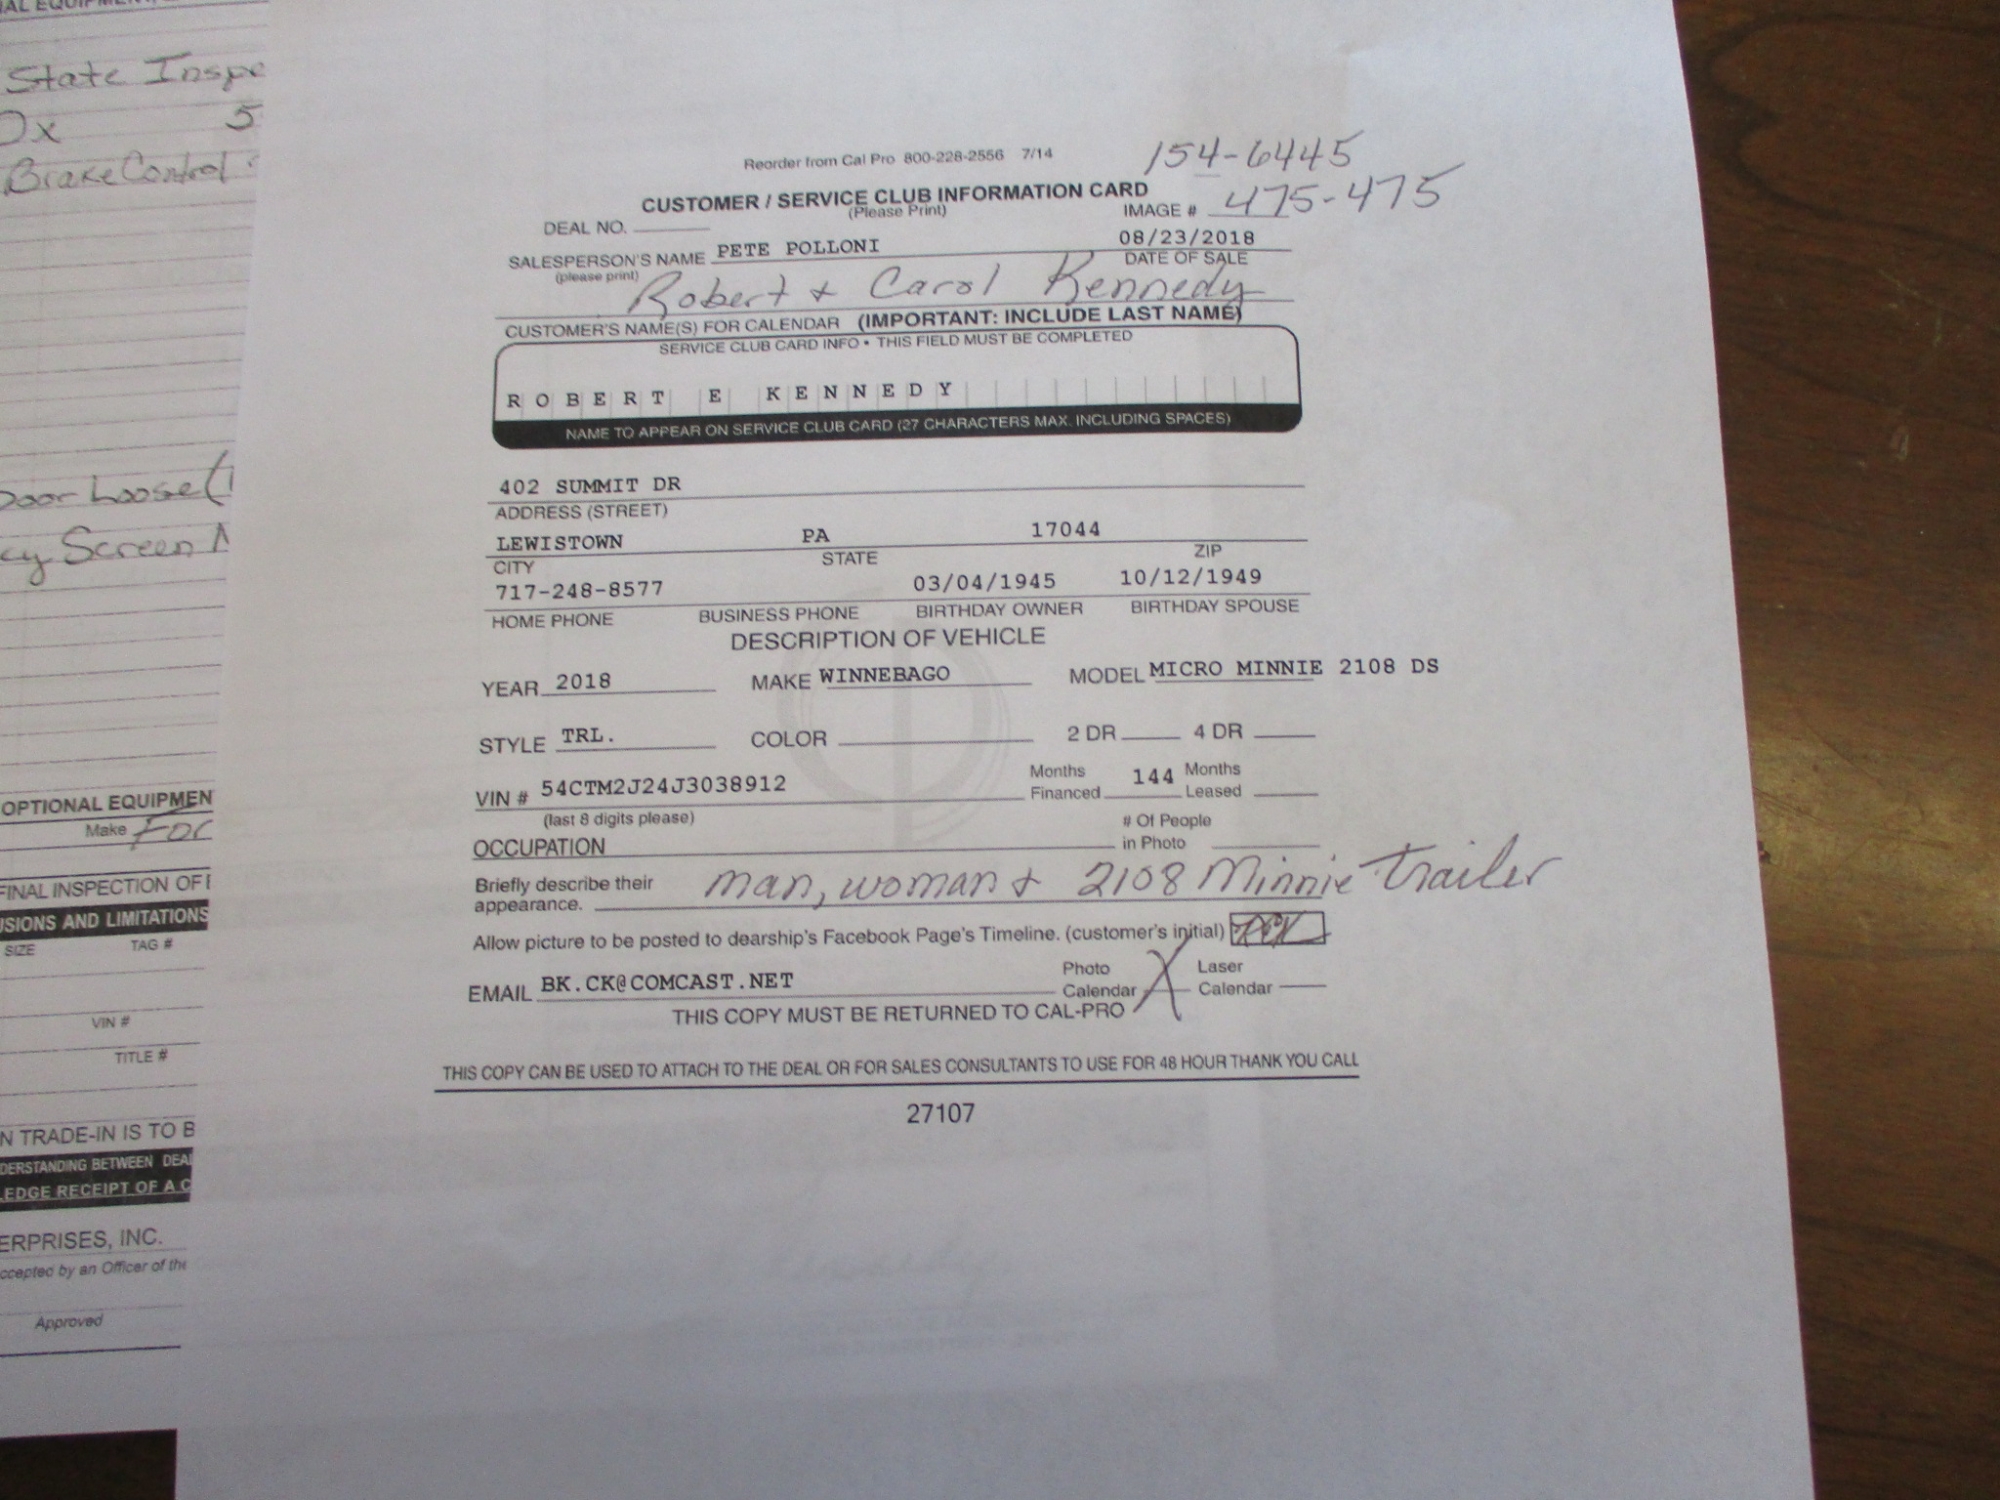 State Inspe
5
Brake Control
Door Loose (1
cy Screen
OPTIONAL EQUIPMEN
Make
FINAL INSPECTION OF
USIONS AND LIMITATIONS
SIZE TAG #
VIN #
TITLE #
N TRADE-IN IS TO B
DERSTANDING BETWEEN DEAL
LEDGE RECEIPT OF A C
ERPRISES, INC.
ccepted by an Officer of the
Approved
Reorder from Cal Pro 800-228-2556 7/14
154-6445
CUSTOMER / SERVICE CLUB INFORMATION CARD
(Please Print)
DEAL NO. IMAGE # 475-475
SALESPERSON'S NAME PETE POLLONI 08/23/2018
(please print) DATE OF SALE
Robert & Carol Kennedy
CUSTOMER'S NAME(S) FOR CALENDAR (IMPORTANT: INCLUDE LAST NAME)
SERVICE CLUB CARD INFO • THIS FIELD MUST BE COMPLETED
ROBERT E KENNEDY
NAME TO APPEAR ON SERVICE CLUB CARD (27 CHARACTERS MAX. INCLUDING SPACES)
402 SUMMIT DR
ADDRESS (STREET)
LEWISTOWN PA 17044
CITY STATE ZIP
717-248-8577 03/04/1945 10/12/1949
HOME PHONE BUSINESS PHONE BIRTHDAY OWNER BIRTHDAY SPOUSE
DESCRIPTION OF VEHICLE
YEAR 2018 MAKE WINNEBAGO MODEL MICRO MINNIE 2108 DS
STYLE TRL. COLOR 2 DR 4 DR
VIN # 54CTM2J24J3038912 Months Financed 144 Months Leased
(last 8 digits please)
OCCUPATION # Of People in Photo
Briefly describe their appearance. man, woman & 2108 Minnie Trailer
Allow picture to be posted to dearship's Facebook Page's Timeline. (customer's initial)
EMAIL BK.CK@COMCAST.NET Photo Calendar X Laser Calendar
THIS COPY MUST BE RETURNED TO CAL-PRO
THIS COPY CAN BE USED TO ATTACH TO THE DEAL OR FOR SALES CONSULTANTS TO USE FOR 48 HOUR THANK YOU CALL
27107